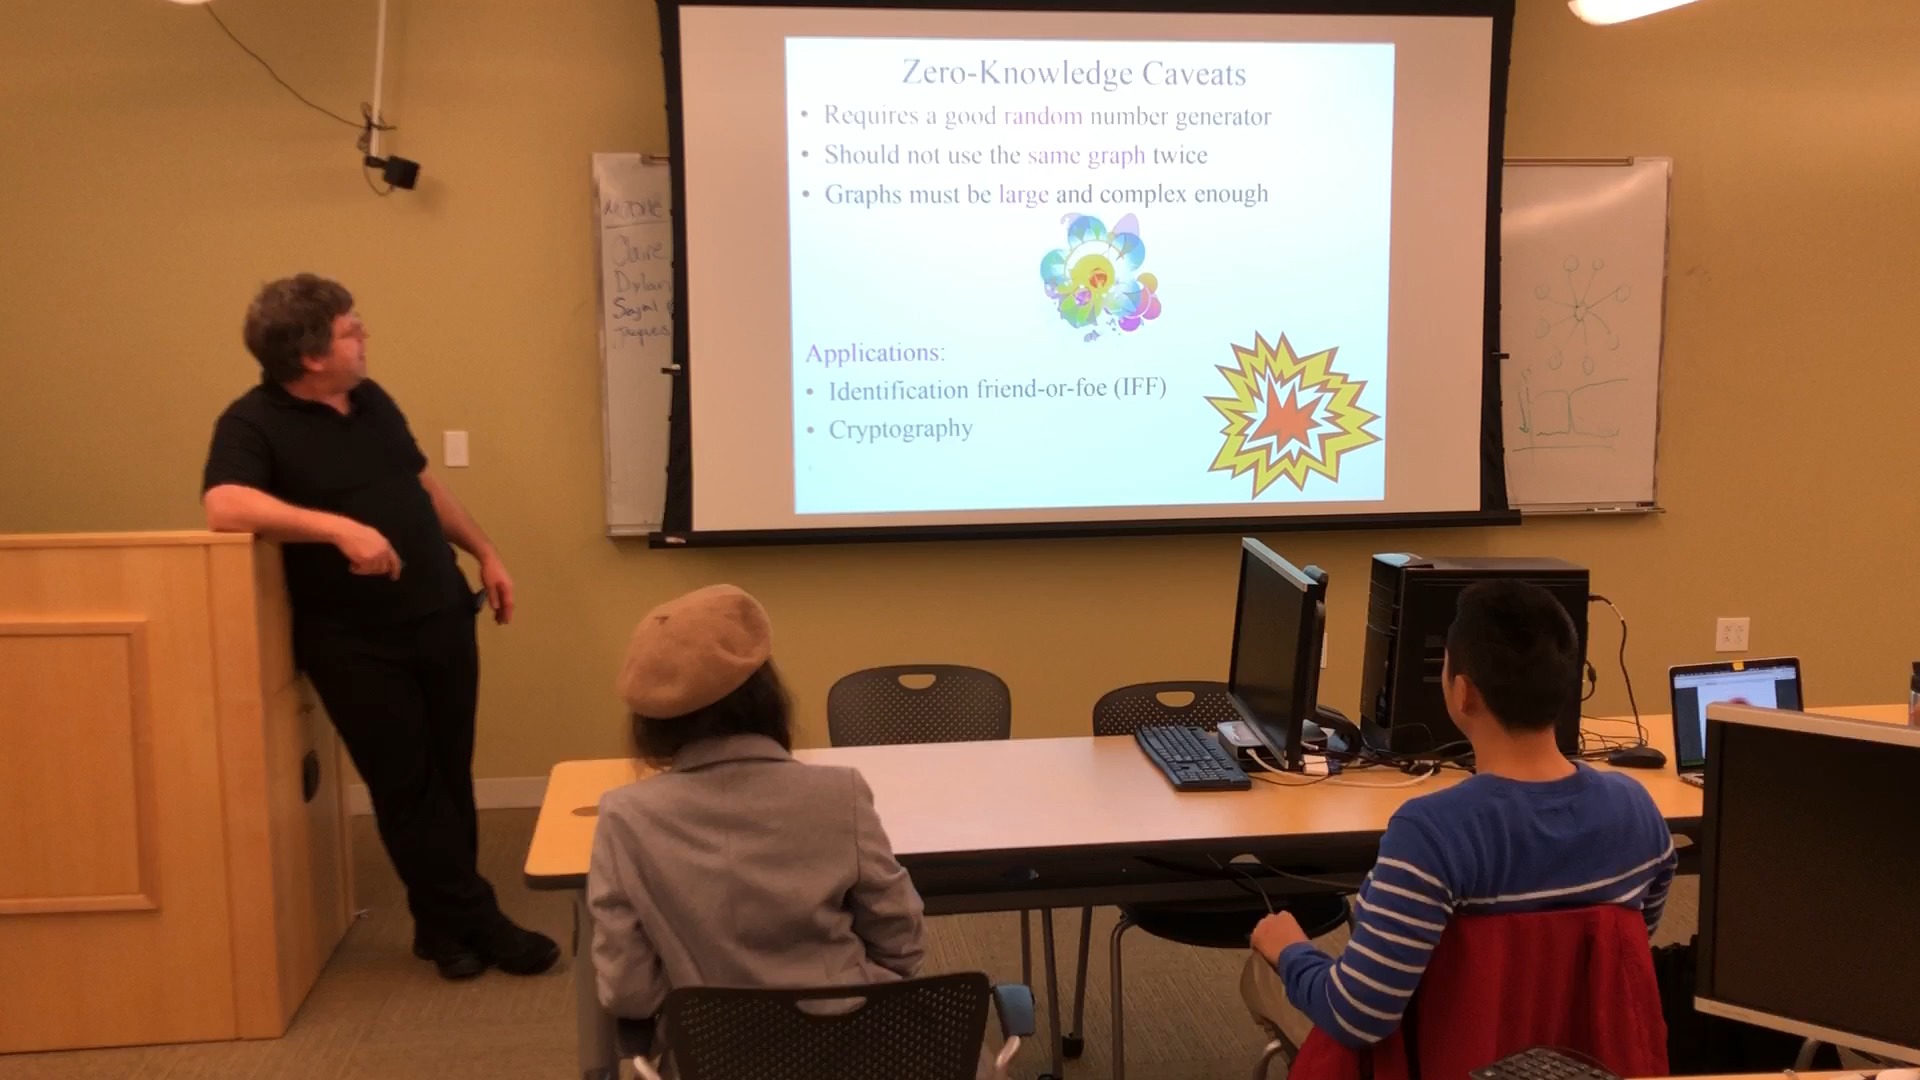 Zero-Knowledge Caveats
• Requires a good random number generator
• Should not use the same graph twice
• Graphs must be large and complex enough
Applications:
• Identification friend-or-foe (IFF)
• Cryptography
Claire
Dylan
Jacques